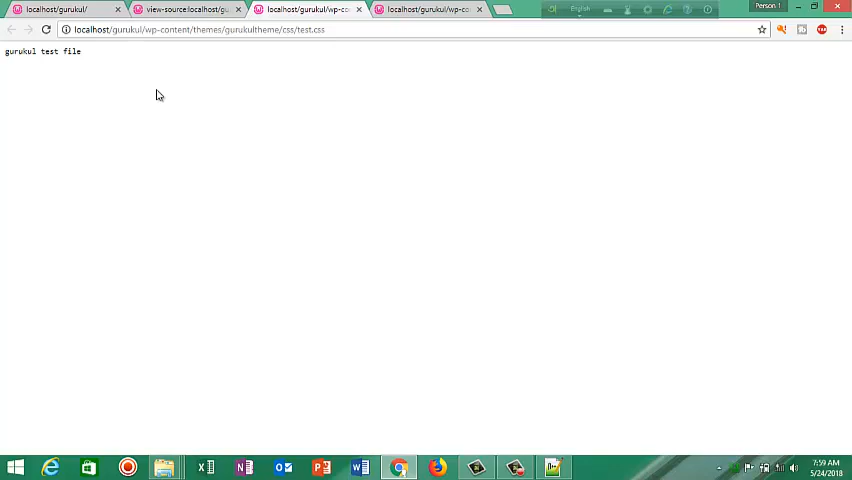 localhost/gurukul/
view-source:localhost/gu
localhost/gurukul/wp-co
localhost/gurukul/wp-co
English
Person 1
localhost/gurukul/wp-content/themes/gurukultheme/css/test.css
gurukul test file
7:59 AM
5/24/2018